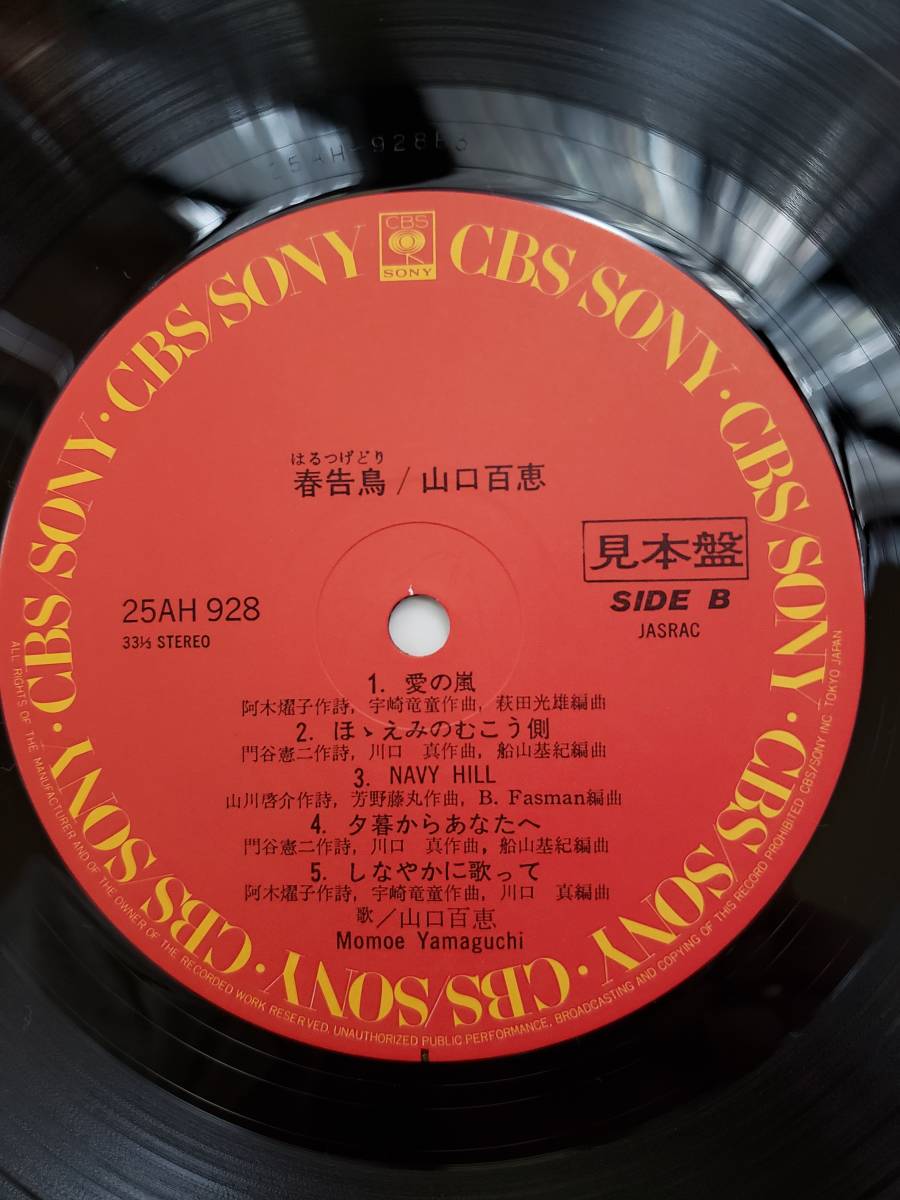 25AH-928B
CBS
SONY
CBS/SONY · CBS/SONY · CBS/SONY · CBS/SONY · CBS/SONY · CBS/SONY · CBS/SONY · CBS/SONY
はるつげどり
春告鳥/山口百恵
見本盤
25AH 928
SIDE B
33⅓ STEREO
JASRAC
1. 愛の嵐
阿木燿子作詩, 宇崎竜童作曲, 萩田光雄編曲
2. ほゝえみのむこう側
門谷憲二作詩, 川口 真作曲, 船山基紀編曲
3. NAVY HILL
山川啓介作詩, 芳野藤丸作曲, B. Fasman編曲
4. 夕暮からあなたへ
門谷憲二作詩, 川口 真作曲, 船山基紀編曲
5. しなやかに歌って
阿木燿子作詩, 宇崎竜童作曲, 川口 真編曲
歌/山口百恵
Momoe Yamaguchi
ALL RIGHTS OF THE MANUFACTURER AND OF THE OWNER OF THE RECORDED WORK RESERVED. UNAUTHORIZED PUBLIC PERFORMANCE, BROADCASTING AND COPYING OF THIS RECORD PROHIBITED CBS/SONY INC. TOKYO JAPAN